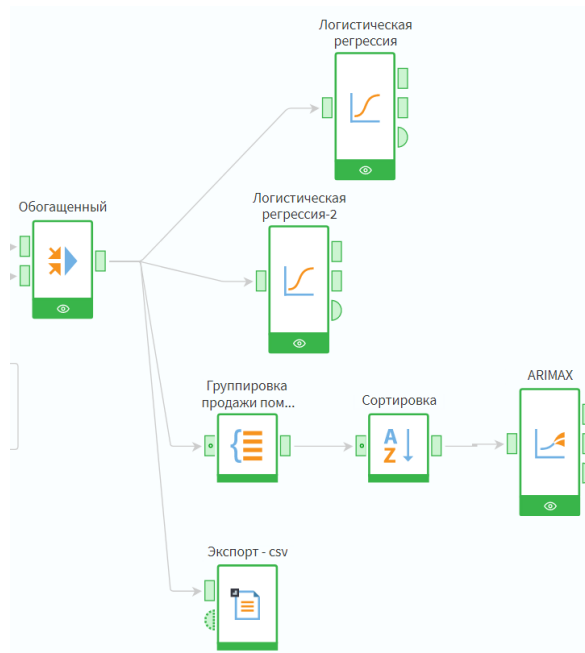 Логистическая
регрессия
Обогащенный
Логистическая
регрессия-2
Группировка
продажи пом...
Сортировка
A
Z
ARIMAX
Экспорт - csv